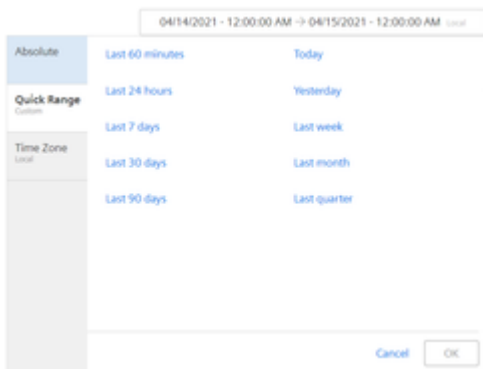 04/14/2021 - 12:00:00 AM → 04/15/2021 - 12:00:00 AM Local
Absolute
Quick Range
Custom
Time Zone
Local
Last 60 minutes
Today
Last 24 hours
Yesterday
Last 7 days
Last week
Last 30 days
Last month
Last 90 days
Last quarter
Cancel
OK